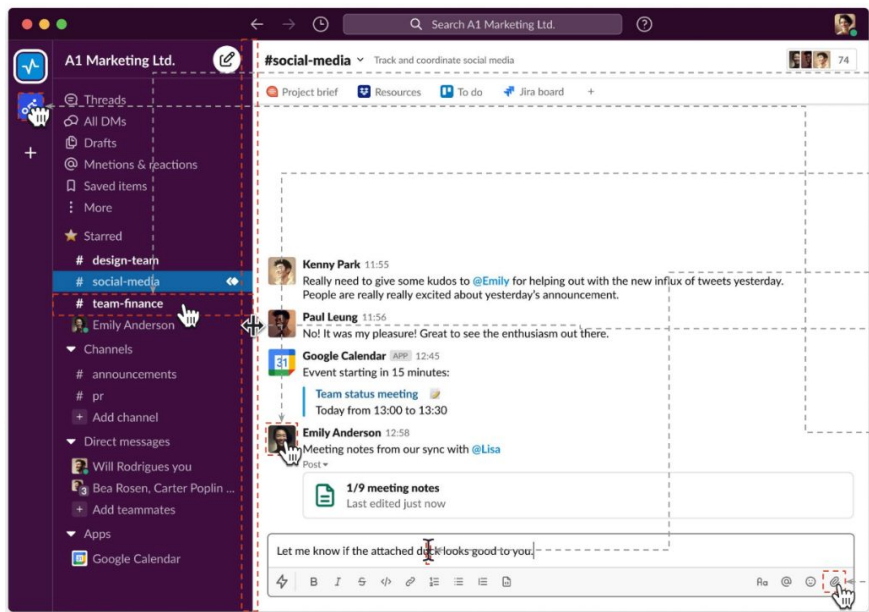 Search A1 Marketing Ltd.
A1 Marketing Ltd.
Threads
All DMs
Drafts
@ Mnetions & reactions
Saved items
More
Starred
# design-team
# social-media
# team-finance
Emily Anderson
Channels
# announcements
# pr
+ Add channel
Direct messages
Will Rodrigues you
3 Bea Rosen, Carter Poplin ...
+ Add teammates
Apps
Google Calendar
#social-media Track and coordinate social media 74
Project brief Resources To do Jira board +
Kenny Park 11:55
Really need to give some kudos to @Emily for helping out with the new influx of tweets yesterday.
People are really really excited about yesterday's announcement.
Paul Leung 11:56
No! It was my pleasure! Great to see the enthusiasm out there.
31
Google Calendar APP 12:45
Evvent starting in 15 minutes:
Team status meeting
Today from 13:00 to 13:30
Emily Anderson 12:58
Meeting notes from our sync with @Lisa
Post
1/9 meeting notes
Last edited just now
Let me know if the attached duck looks good to you.
B I S </> Aa @